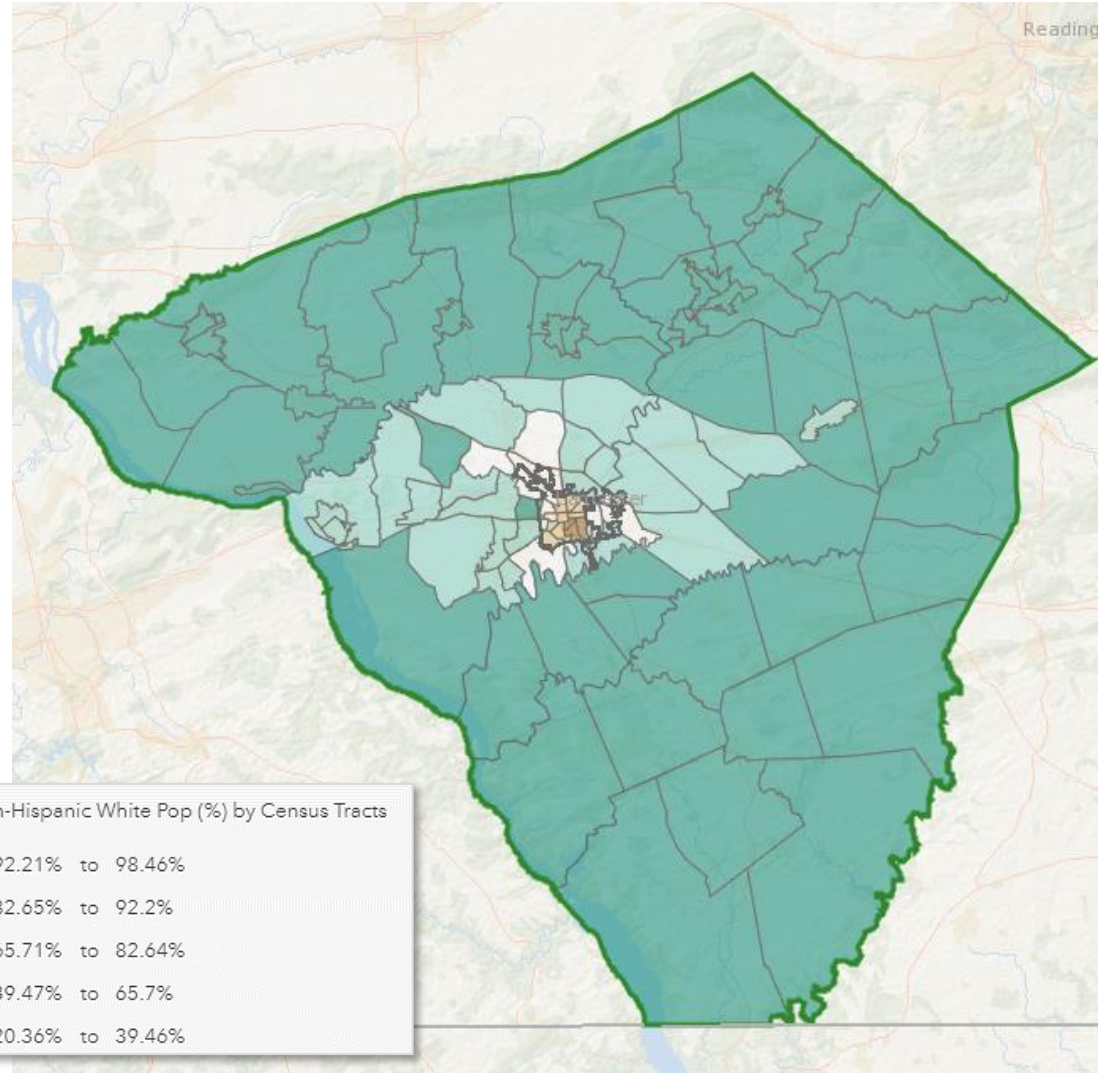 Reading
n-Hispanic White Pop (%) by Census Tracts
92.21% to 98.46%
82.65% to 92.2%
65.71% to 82.64%
39.47% to 65.7%
20.36% to 39.46%